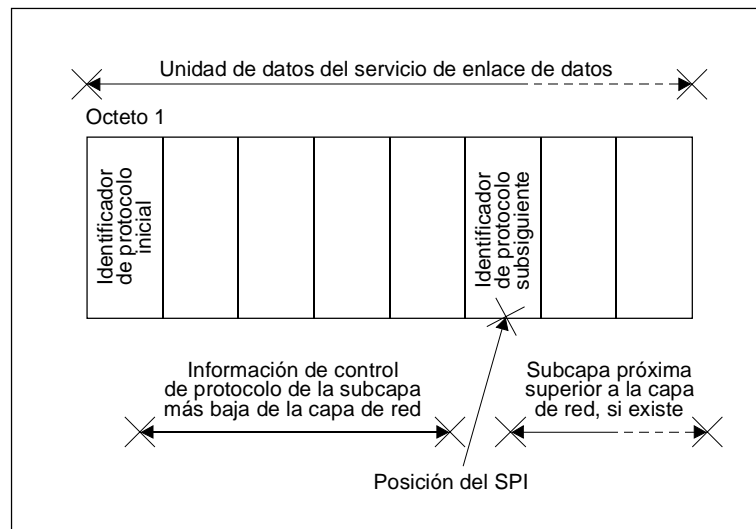 Unidad de datos del servicio de enlace de datos
Octeto 1
Identificador
de protocolo
inicial
Identificador
de protocolo
subsiguiente
Información de control
de protocolo de la subcapa
más baja de la capa de red
Subcapa próxima
superior a la capa
de red, si existe
Posición del SPI